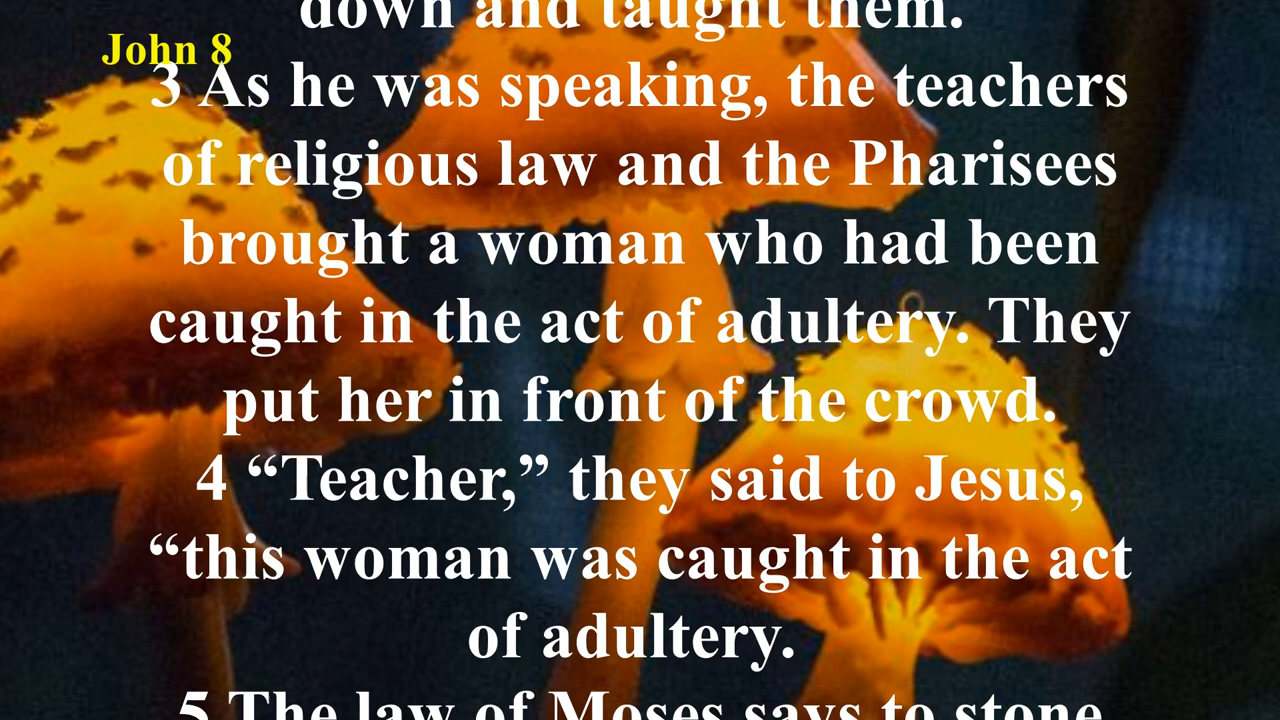 down and taught them.
John 8
3 As he was speaking, the teachers
of religious law and the Pharisees
brought a woman who had been
caught in the act of adultery. They
put her in front of the crowd.
4 “Teacher,” they said to Jesus,
“this woman was caught in the act
of adultery.
5 The law of Moses says to stone